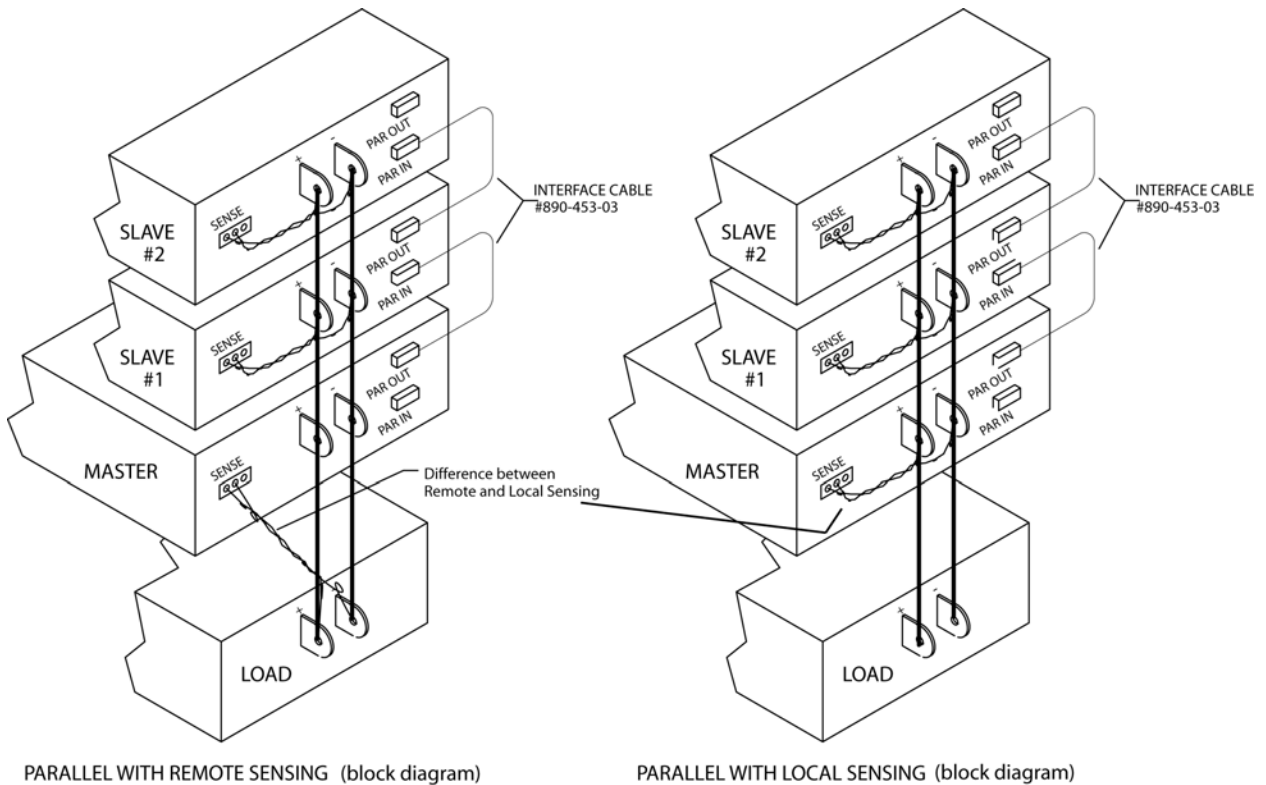 -
+
PAR OUT
PAR IN
SENSE
SLAVE
#2
INTERFACE CABLE
#890-453-03
-
+
PAR OUT
PAR IN
SENSE
SLAVE
#1
-
+
PAR OUT
PAR IN
SENSE
MASTER
+
-
LOAD
PARALLEL WITH REMOTE SENSING (block diagram)
Difference between
Remote and Local Sensing
-
+
PAR OUT
PAR IN
SENSE
SLAVE
#2
INTERFACE CABLE
#890-453-03
-
+
PAR OUT
PAR IN
SENSE
SLAVE
#1
-
+
PAR OUT
PAR IN
SENSE
MASTER
+
-
LOAD
PARALLEL WITH LOCAL SENSING (block diagram)